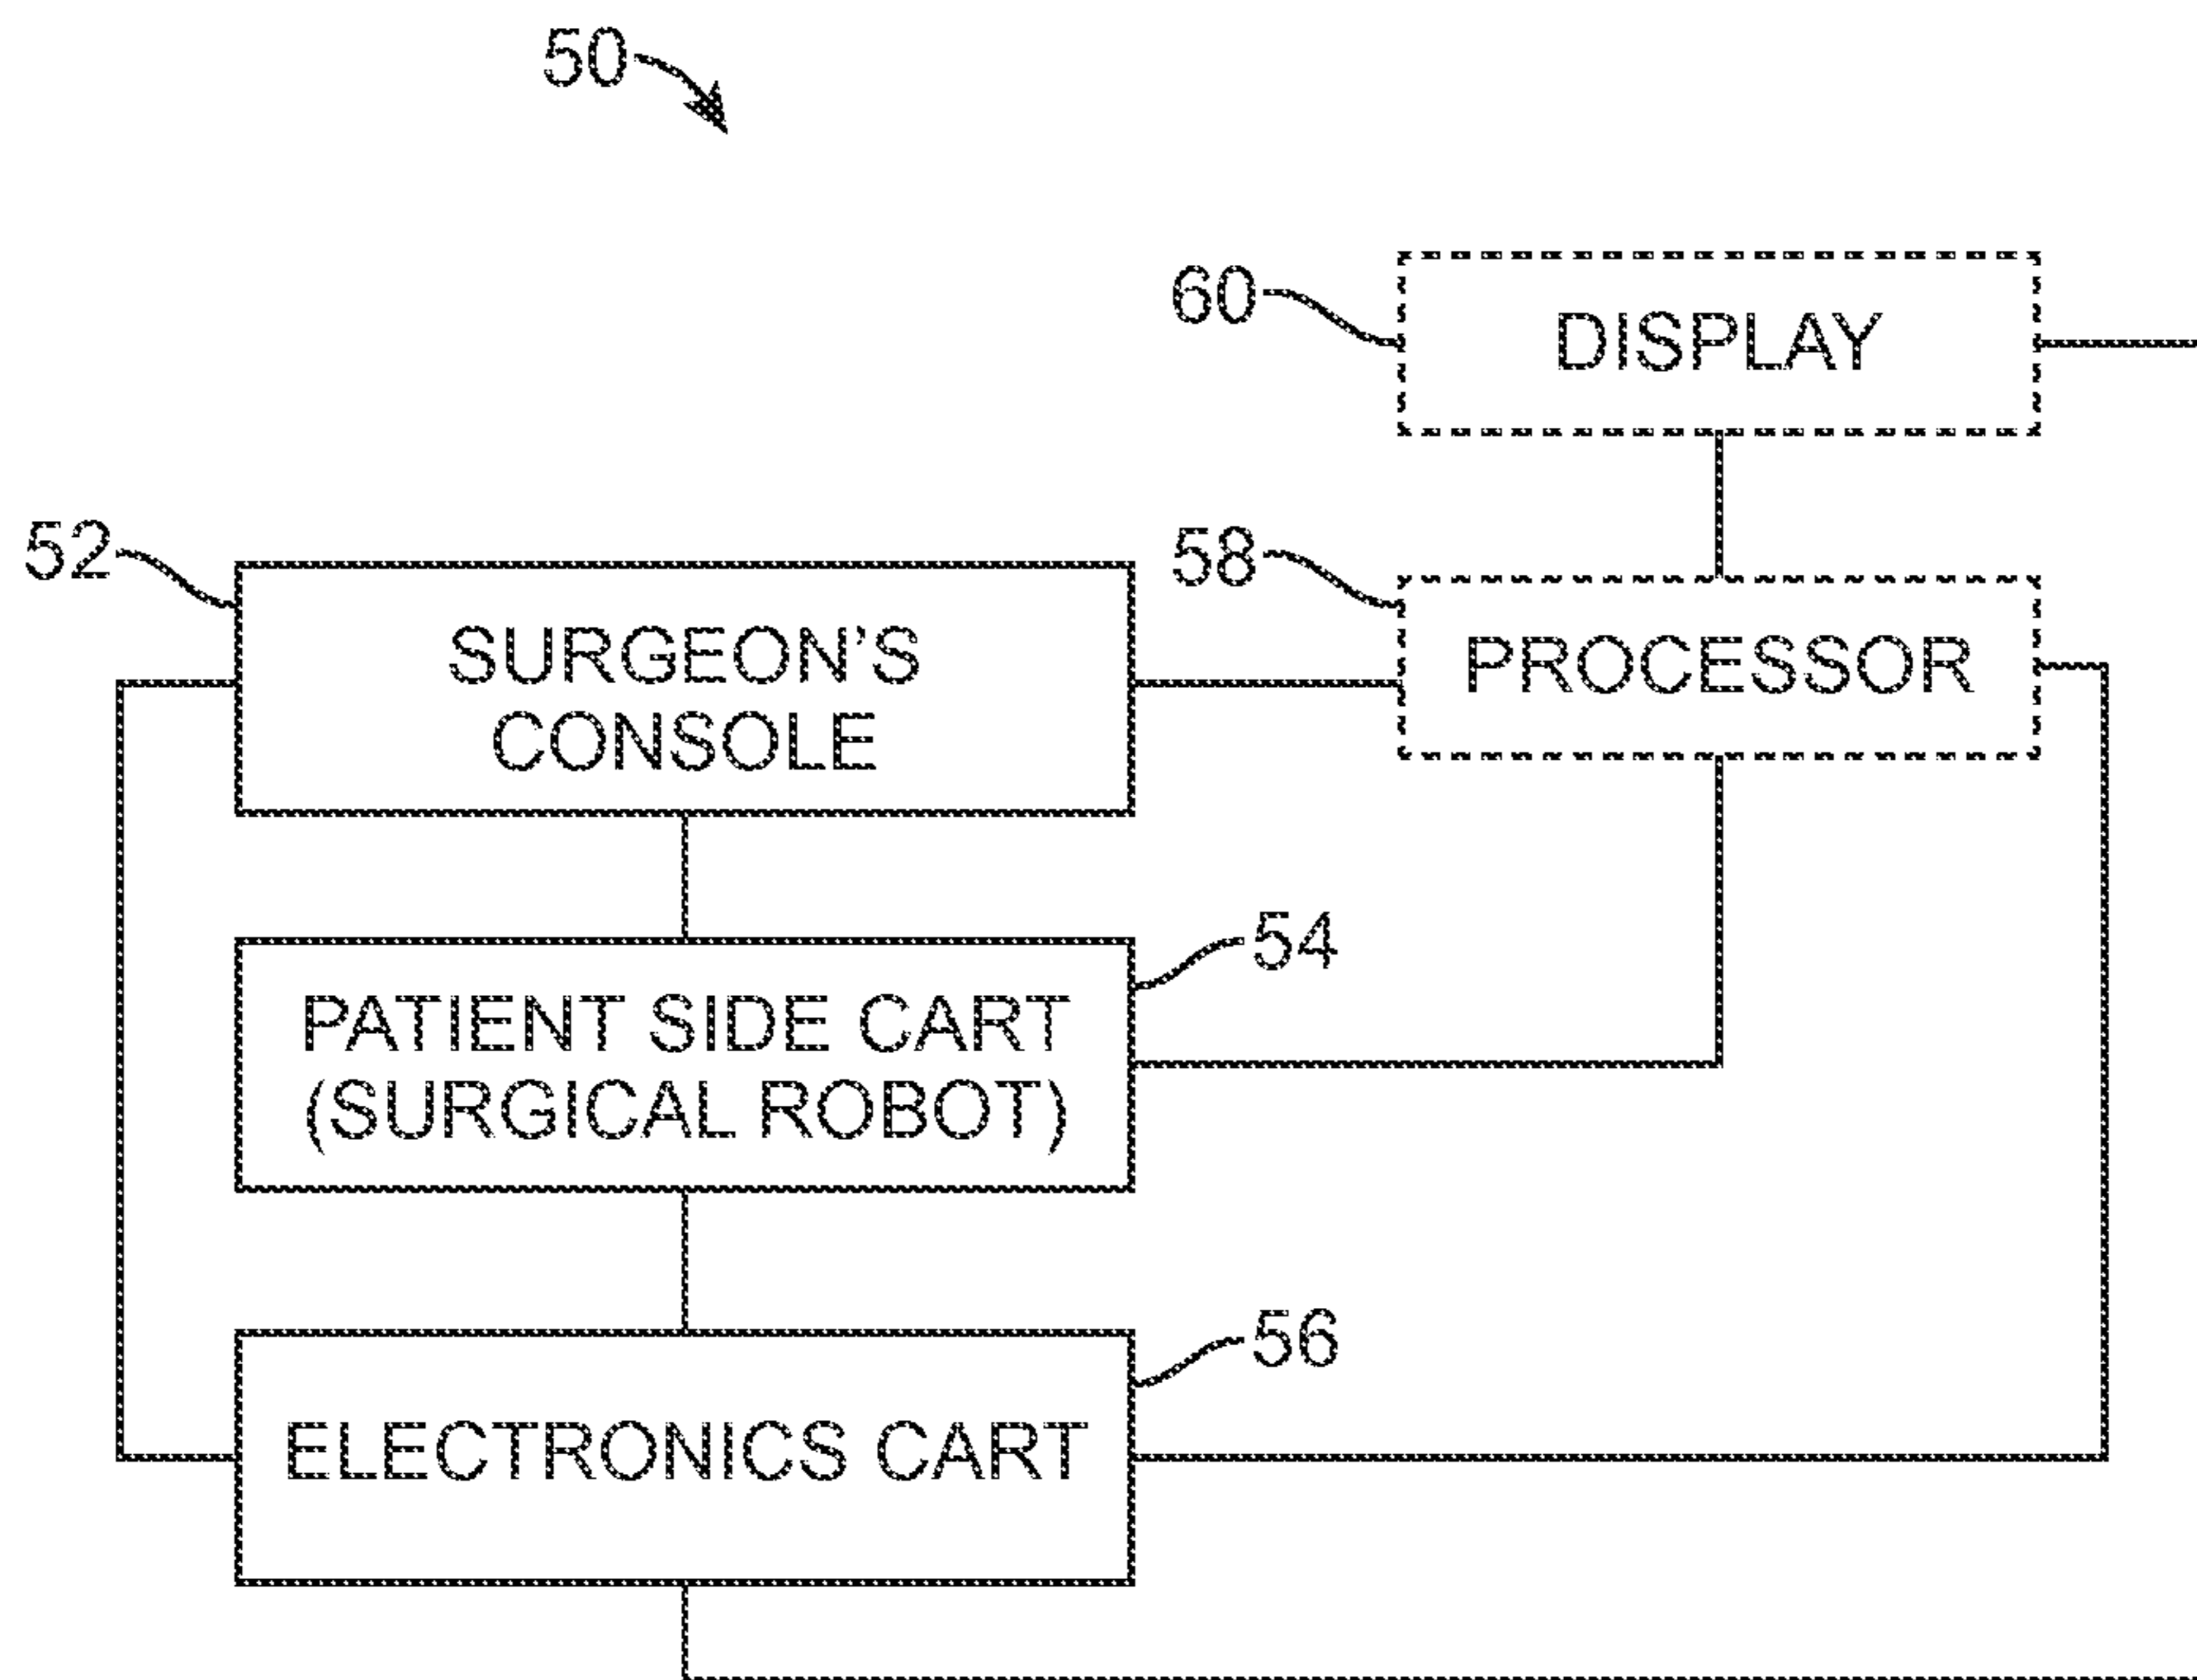 50
60
DISPLAY
52
58
SURGEON’S
CONSOLE
PROCESSOR
54
PATIENT SIDE CART
(SURGICAL ROBOT)
56
ELECTRONICS CART